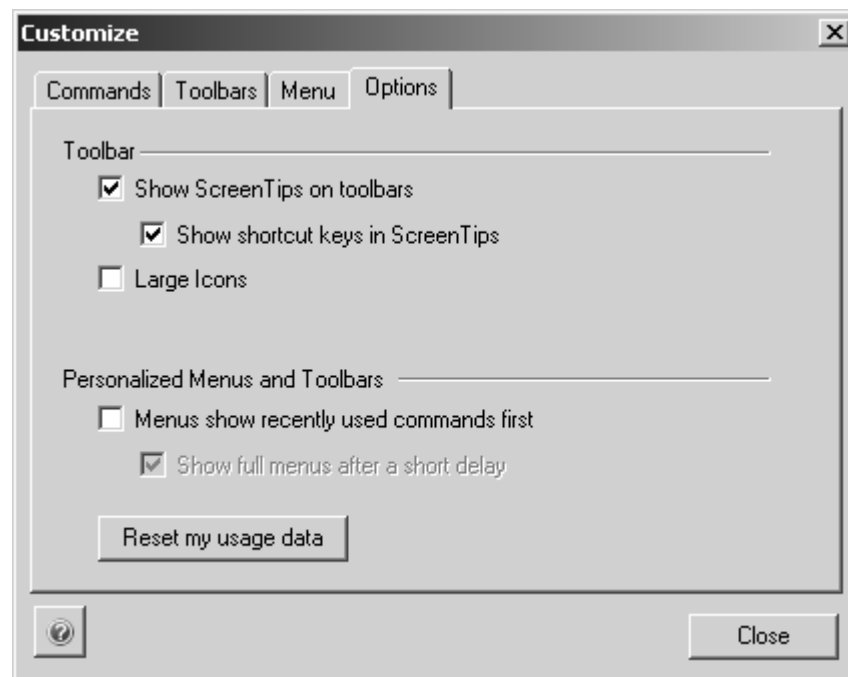 Customize
Commands Toolbars Menu Options
Toolbar
Show ScreenTips on toolbars
Show shortcut keys in ScreenTips
Large Icons
Personalized Menus and Toolbars
Menus show recently used commands first
Show full menus after a short delay
Reset my usage data
? Close